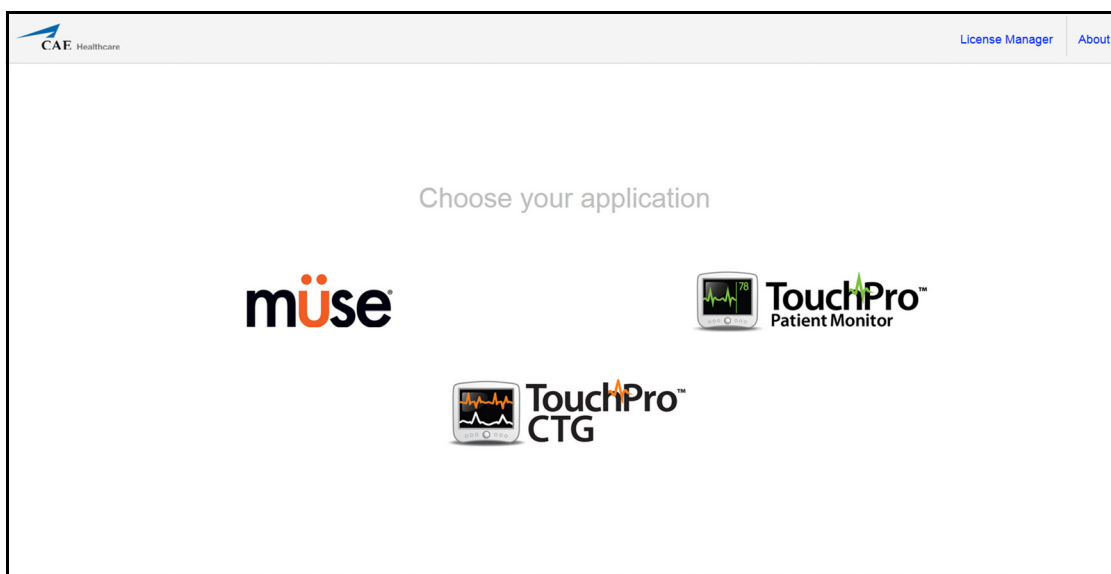 CAE Healthcare
License Manager
About
Choose your application
müse®
78
TouchPro™
Patient Monitor
TouchPro™
CTG